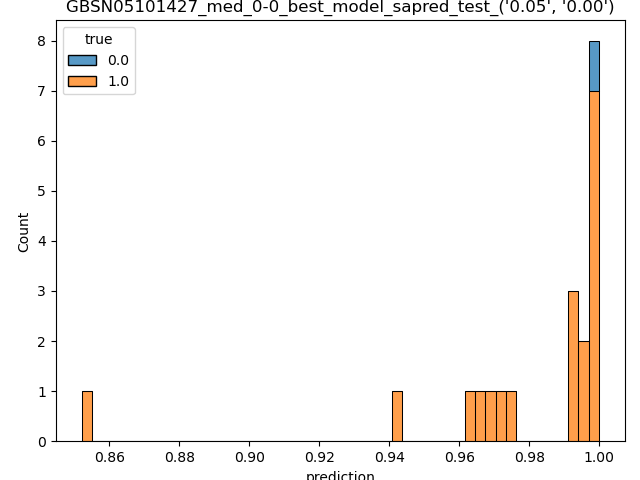 GBSN05101427_med_0-0_best_model_sapred_test_('0.05', '0.00')
true
0.0
1.0
8
7
6
5
4
3
2
1
0
Count
0.86 0.88 0.90 0.92 0.94 0.96 0.98 1.00
prediction